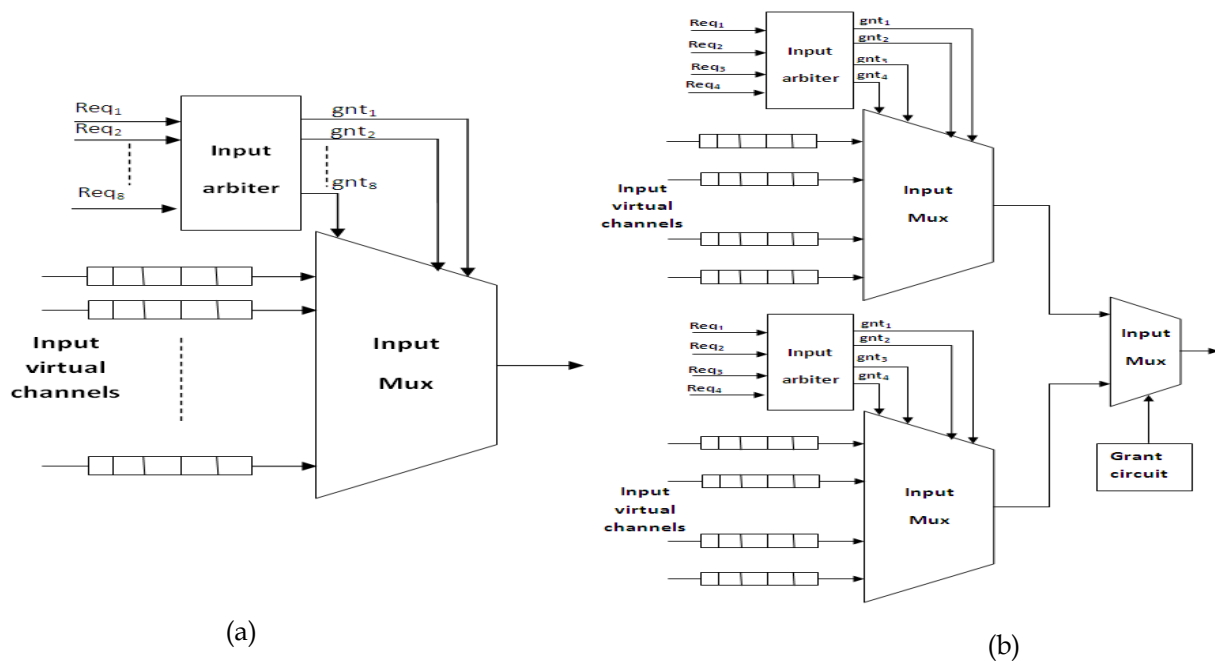 Req1
Req2
Req8
Input
arbiter
gnt1
gnt2
gnt8
Input
virtual
channels
Input
Mux
(a)
Req1
Req2
Req3
Req4
Input
arbiter
gnt1
gnt2
gnt3
gnt4
Input
virtual
channels
Input
Mux
Req1
Req2
Req3
Req4
Input
arbiter
gnt1
gnt2
gnt3
gnt4
Input
virtual
channels
Input
Mux
Input
Mux
Grant
circuit
(b)